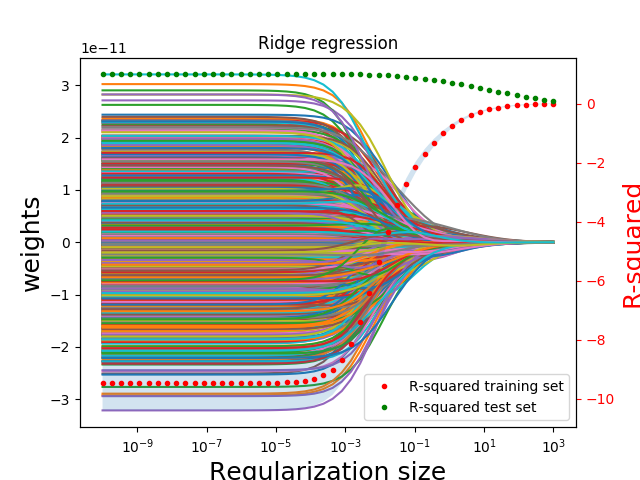 Ridge regression
1e−11
3
2
1
0
−1
−2
−3
weights
0
−2
−4
−6
−8
−10
R-squared
R-squared training set
R-squared test set
10⁻⁹
10⁻⁷
10⁻⁵
10⁻³
10⁻¹
10¹
10³
Regularization size